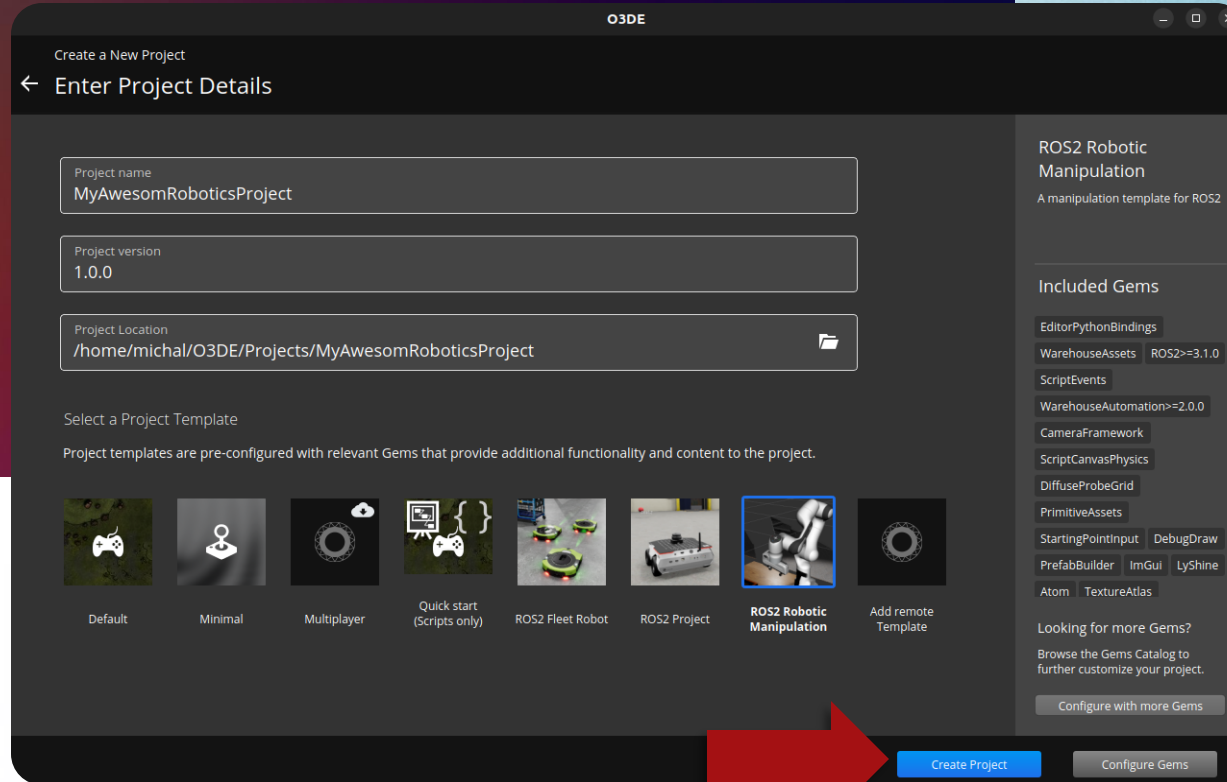 O3DE
Create a New Project
Enter Project Details
Project name
MyAwesomRoboticsProject
Project version
1.0.0
Project Location
/home/michal/O3DE/Projects/MyAwesomRoboticsProject
Select a Project Template
Project templates are pre-configured with relevant Gems that provide additional functionality and content to the project.
Default
Minimal
Multiplayer
Quick start
(Scripts only)
ROS2 Fleet Robot
ROS2 Project
ROS2 Robotic
Manipulation
Add remote
Template
ROS2 Robotic
Manipulation
A manipulation template for ROS2
Included Gems
EditorPythonBindings
WarehouseAssets ROS2>=3.1.0
ScriptEvents
WarehouseAutomation>=2.0.0
CameraFramework
ScriptCanvasPhysics
DiffuseProbeGrid
PrimitiveAssets
StartingPointInput DebugDraw
PrefabBuilder ImGui LyShine
Atom TextureAtlas
Looking for more Gems?
Browse the Gems Catalog to
further customize your project.
Configure with more Gems
Create Project
Configure Gems